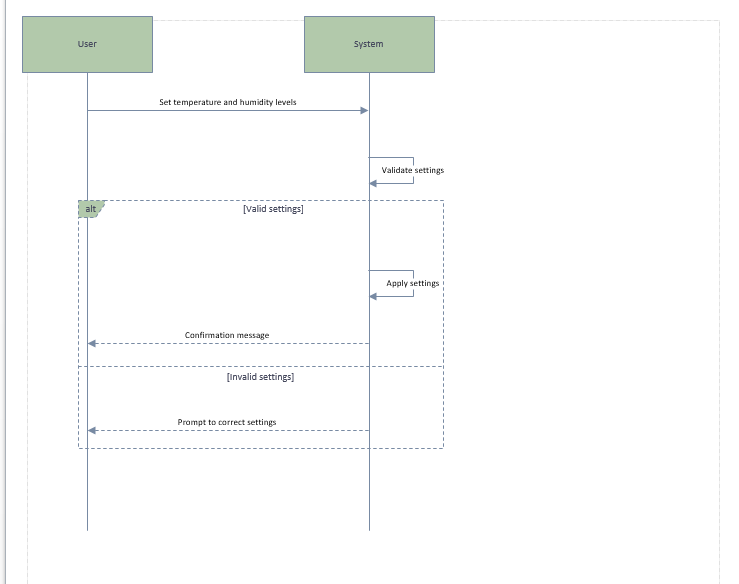 User
System
Set temperature and humidity levels
Validate settings
alt
[Valid settings]
Apply settings
Confirmation message
[Invalid settings]
Prompt to correct settings